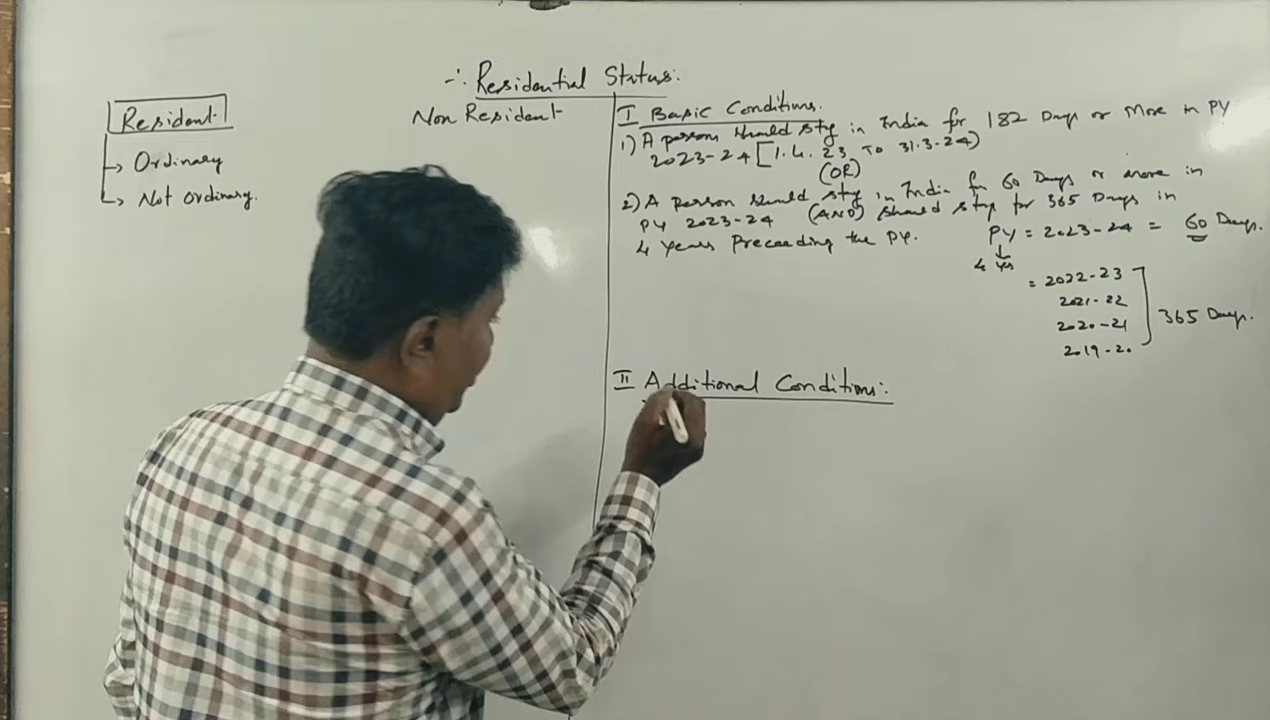 -: Residential Status:
Resident
→ Ordinary
→ Not Ordinary.
Non Resident
I Basic Conditions.
1) A person should stay in India for 182 Days or More in PY
2023-24 [1.4.23 To 31.3.24)
(OR)
2) A person should stay in India for 60 Days or more in
PY 2023-24 (AND) should stay for 365 Days in
4 years Preceeding the PY.
PY = 2023-24 = 60 Days.
↓
4 yrs
= 2022-23
2021-22
2020-21
2019-20
365 Days.
II Additional Conditions: